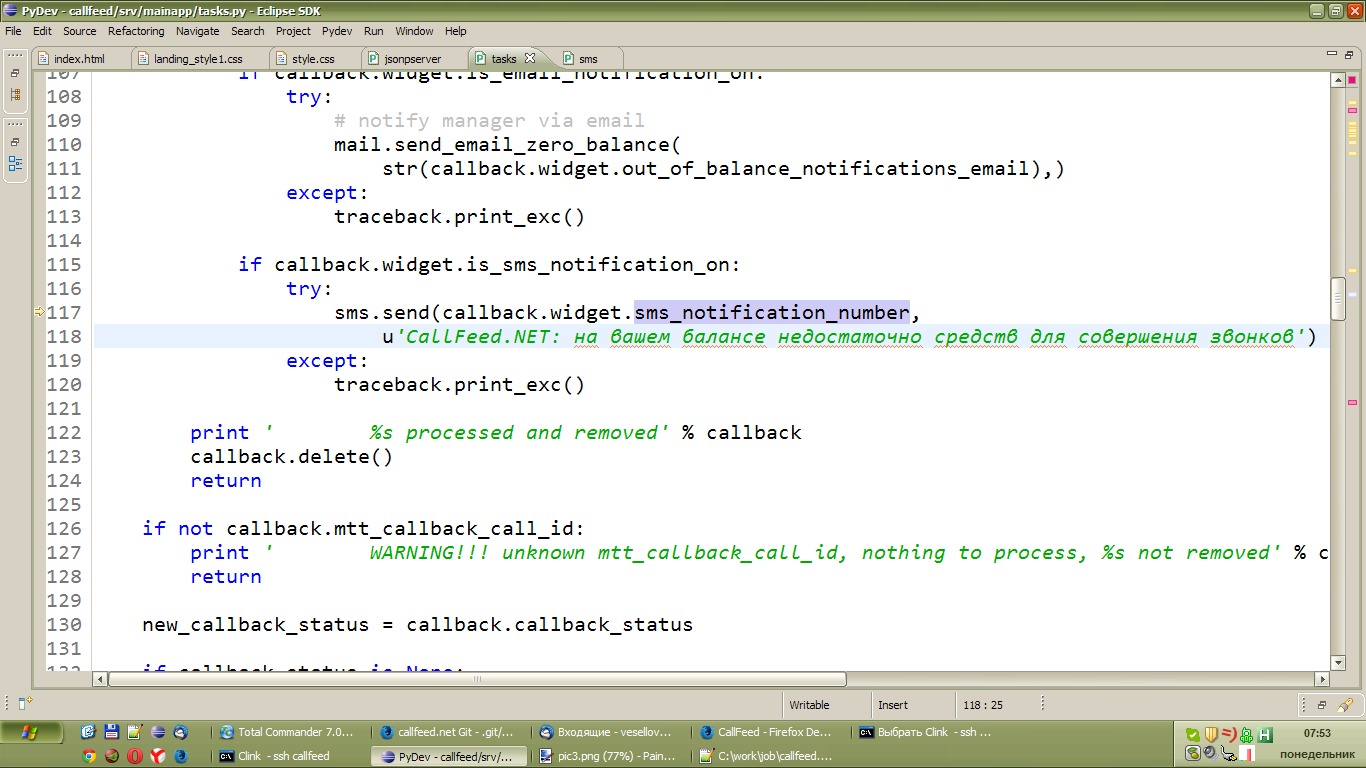 PyDev - callfeed/srv/mainapp/tasks.py - Eclipse SDK
File Edit Source Refactoring Navigate Search Project Pydev Run Window Help
index.html landing_style1.css style.css jsonpserver tasks sms
107 if callback.widget.is_email_notification_on:
108 try:
109 # notify manager via email
110 mail.send_email_zero_balance(
111 str(callback.widget.out_of_balance_notifications_email),)
112 except:
113 traceback.print_exc()
114
115 if callback.widget.is_sms_notification_on:
116 try:
117 sms.send(callback.widget.sms_notification_number,
118 u'CallFeed.NET: на вашем балансе недостаточно средств для совершения звонков')
119 except:
120 traceback.print_exc()
121
122 print ' %s processed and removed' % callback
123 callback.delete()
124 return
125
126 if not callback.mtt_callback_call_id:
127 print ' WARNING!!! unknown mtt_callback_call_id, nothing to process, %s not removed' % c
128 return
129
130 new_callback_status = callback.callback_status
131
132 if callback_status is None:
Writable Insert 118 : 25
Total Commander 7.0... callfeed.net Git - .git/... Входящие - vesellov... CallFeed - Firefox De... Выбрать Clink - ssh ... 07:53
Clink - ssh callfeed PyDev - callfeed/srv/... pic3.png (77%) - Pain... C:\work\job\callfeed.... понедельник